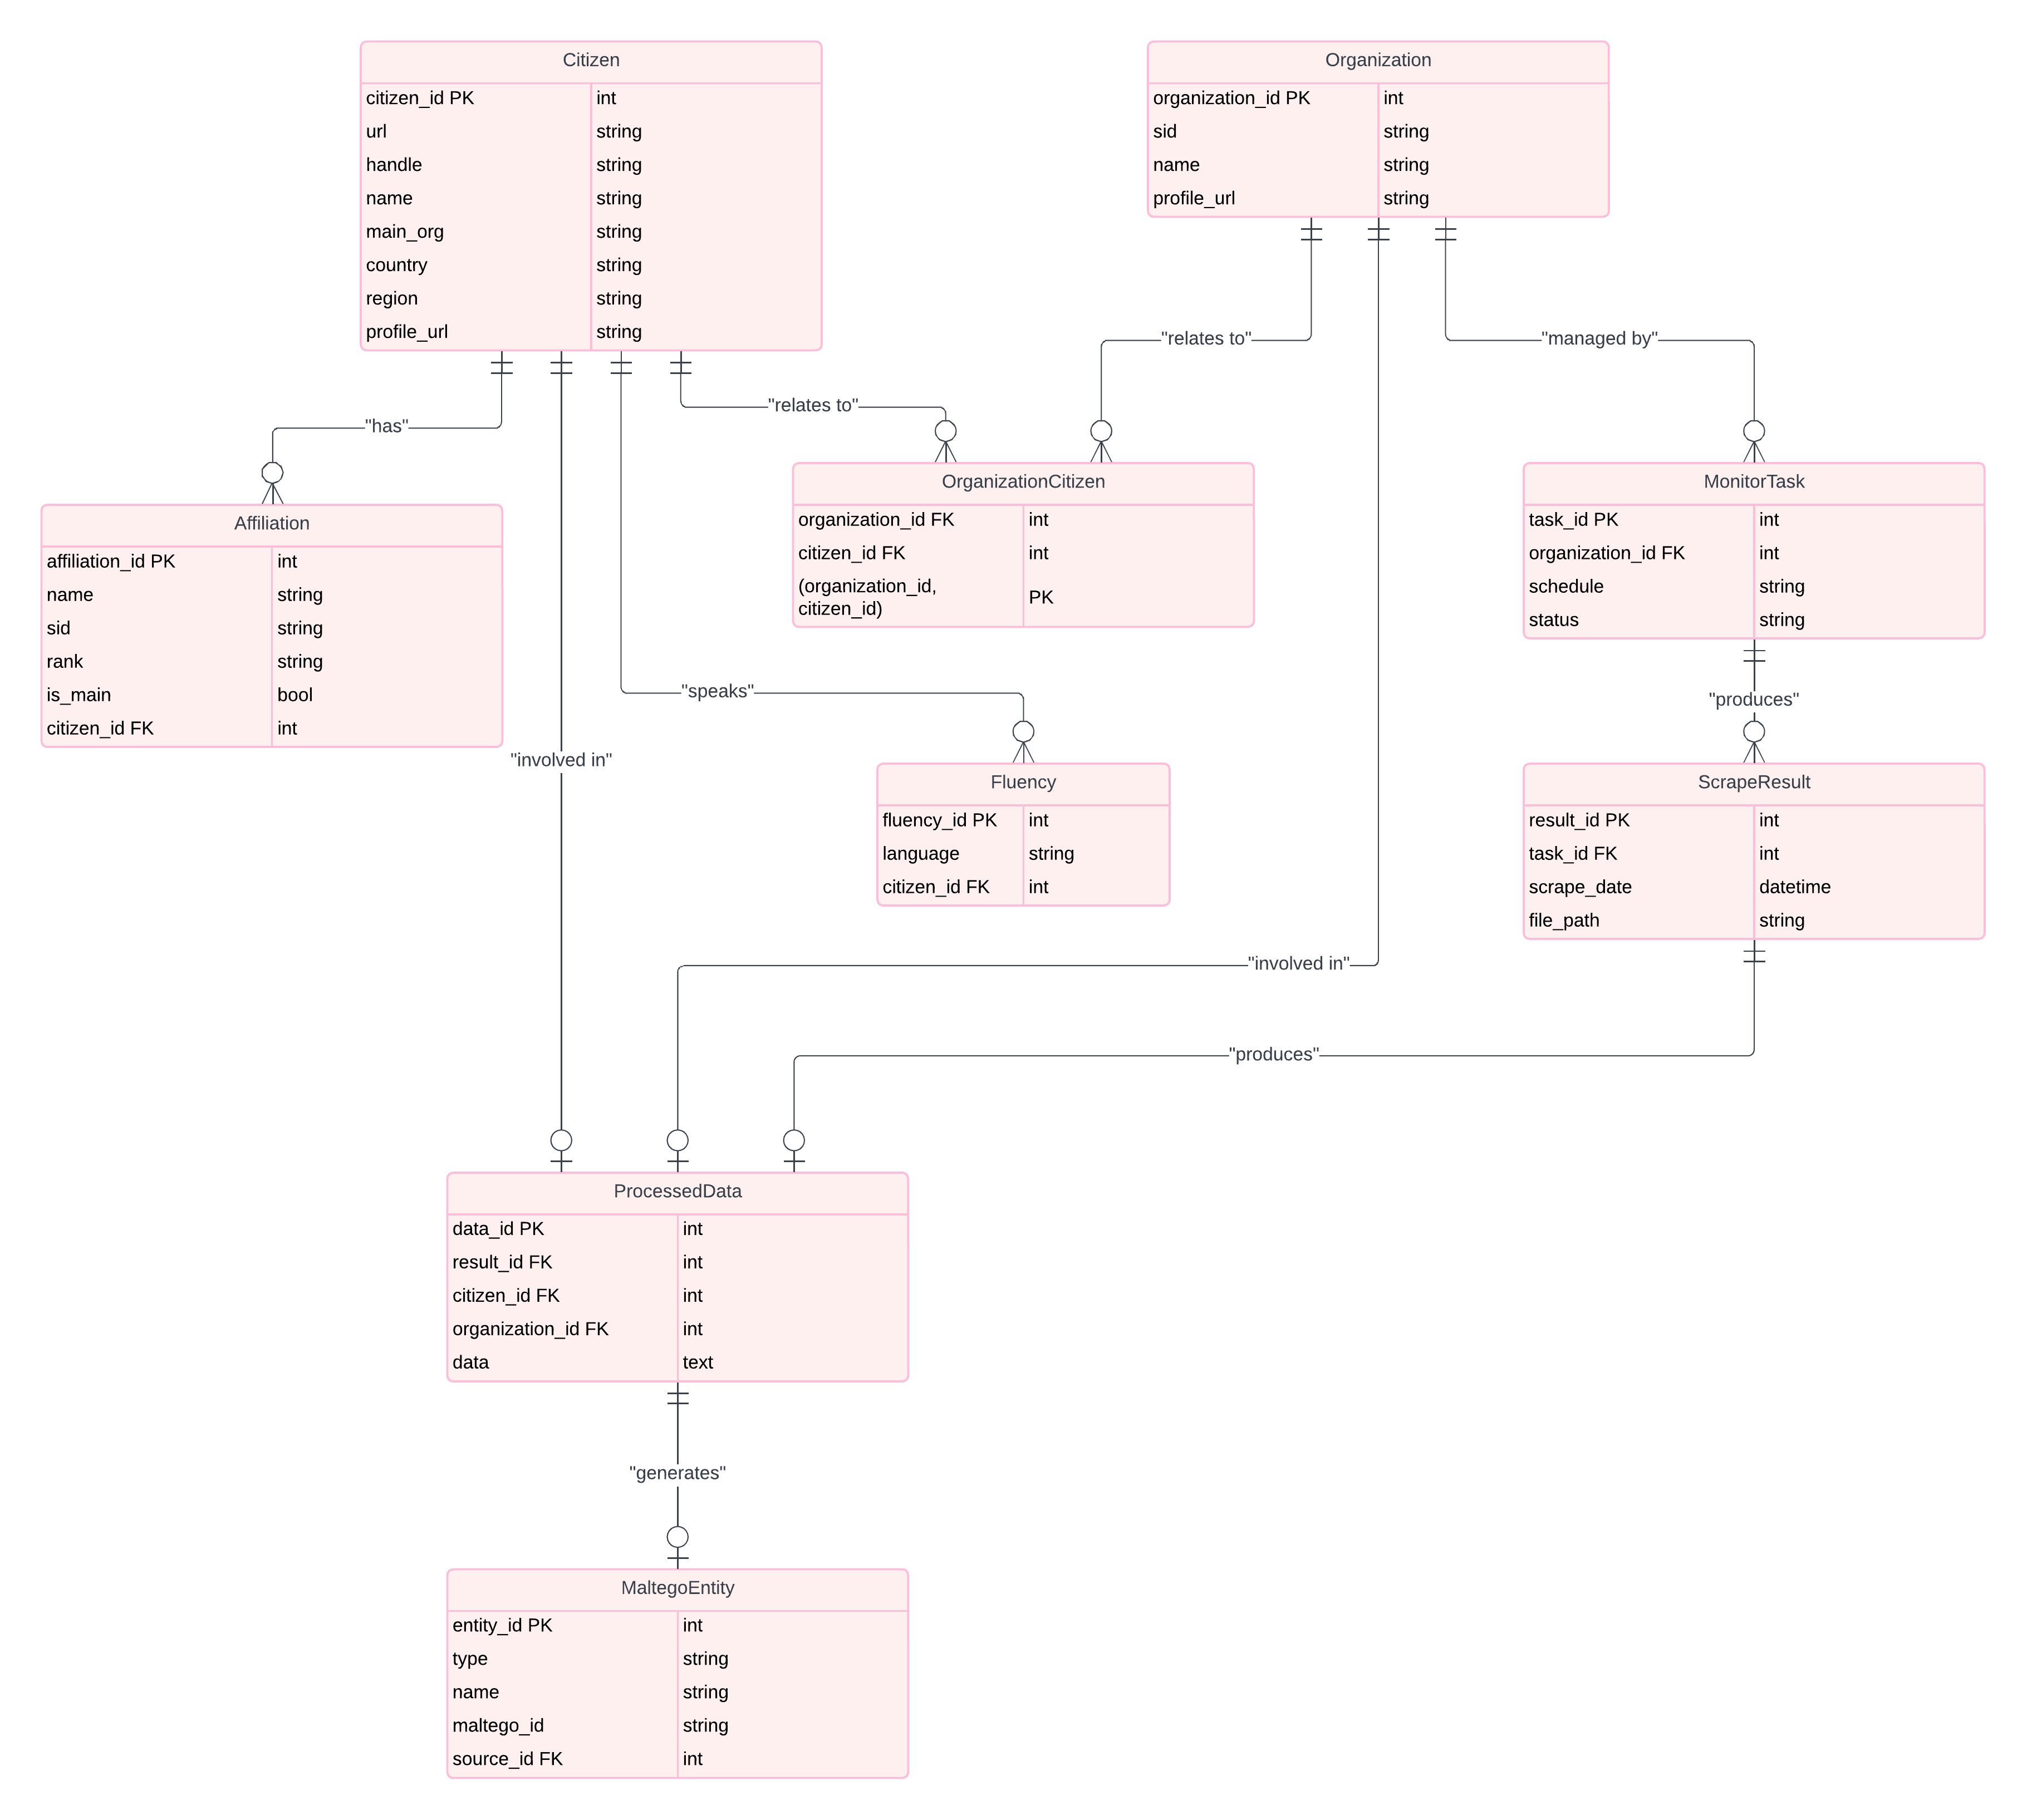 Citizen
citizen_id PK int
url string
handle string
name string
main_org string
country string
region string
profile_url string
Organization
organization_id PK int
sid string
name string
profile_url string
"relates to"
"managed by"
"relates to"
"has"
OrganizationCitizen
organization_id FK int
citizen_id FK int
(organization_id,
citizen_id) PK
MonitorTask
task_id PK int
organization_id FK int
schedule string
status string
Affiliation
affiliation_id PK int
name string
sid string
rank string
is_main bool
citizen_id FK int
"speaks"
"produces"
"involved in"
Fluency
fluency_id PK int
language string
citizen_id FK int
ScrapeResult
result_id PK int
task_id FK int
scrape_date datetime
file_path string
"involved in"
"produces"
ProcessedData
data_id PK int
result_id FK int
citizen_id FK int
organization_id FK int
data text
"generates"
MaltegoEntity
entity_id PK int
type string
name string
maltego_id string
source_id FK int